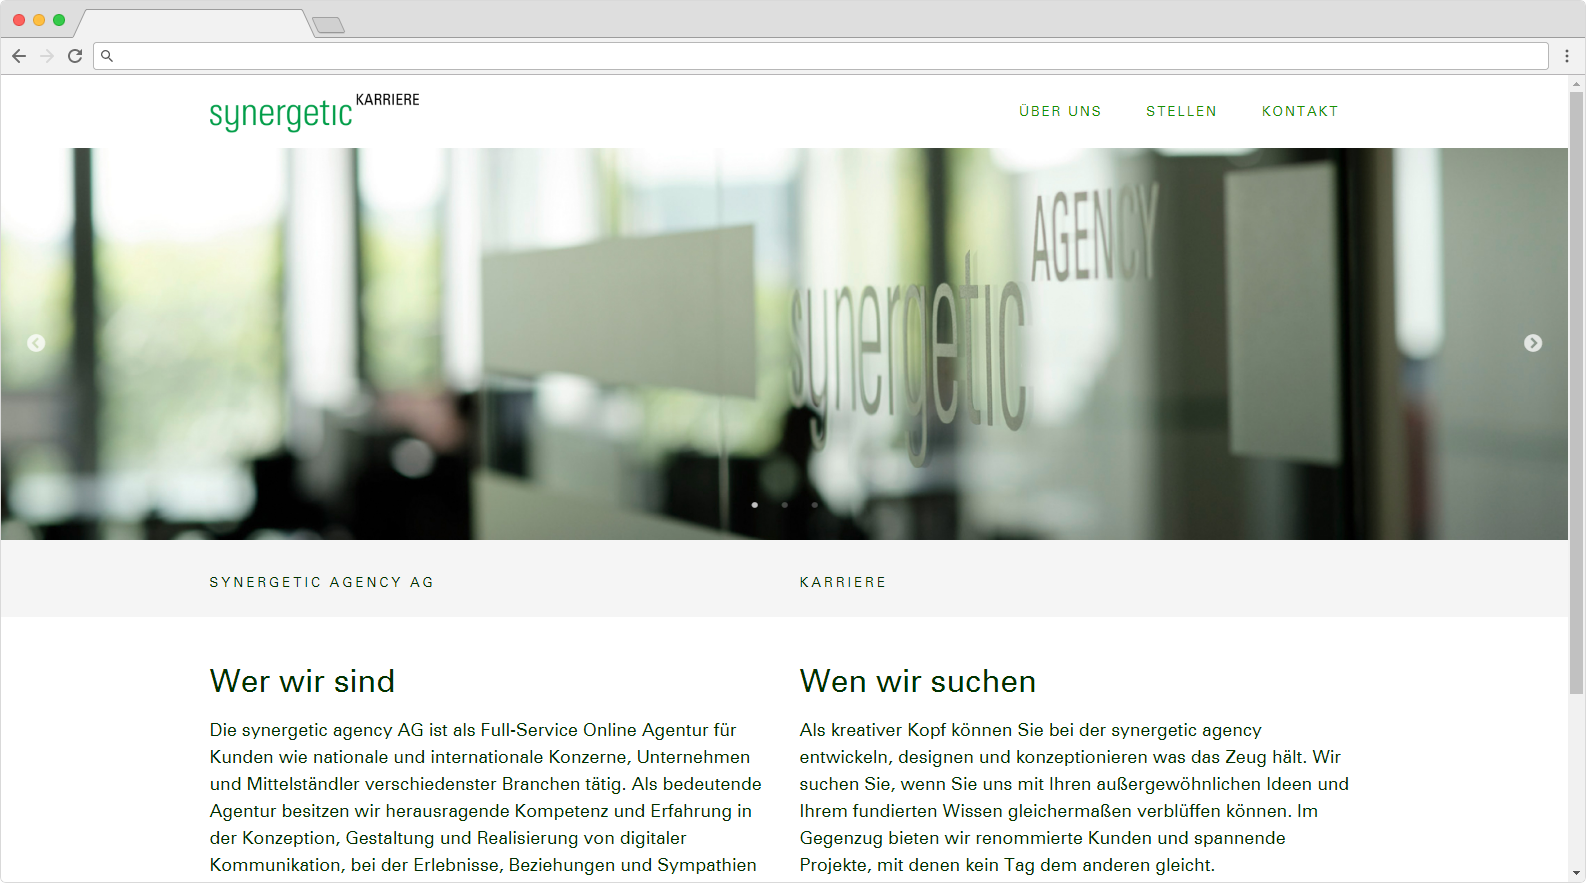 synergetic KARRIERE
ÜBER UNS STELLEN KONTAKT
AGENCY
synergetic
SYNERGETIC AGENCY AG
KARRIERE
Wer wir sind
Die synergetic agency AG ist als Full-Service Online Agentur für
Kunden wie nationale und internationale Konzerne, Unternehmen
und Mittelständler verschiedenster Branchen tätig. Als bedeutende
Agentur besitzen wir herausragende Kompetenz und Erfahrung in
der Konzeption, Gestaltung und Realisierung von digitaler
Kommunikation, bei der Erlebnisse, Beziehungen und Sympathien
Wen wir suchen
Als kreativer Kopf können Sie bei der synergetic agency
entwickeln, designen und konzeptionieren was das Zeug hält. Wir
suchen Sie, wenn Sie uns mit Ihren außergewöhnlichen Ideen und
Ihrem fundierten Wissen gleichermaßen verblüffen können. Im
Gegenzug bieten wir renommierte Kunden und spannende
Projekte, mit denen kein Tag dem anderen gleicht.